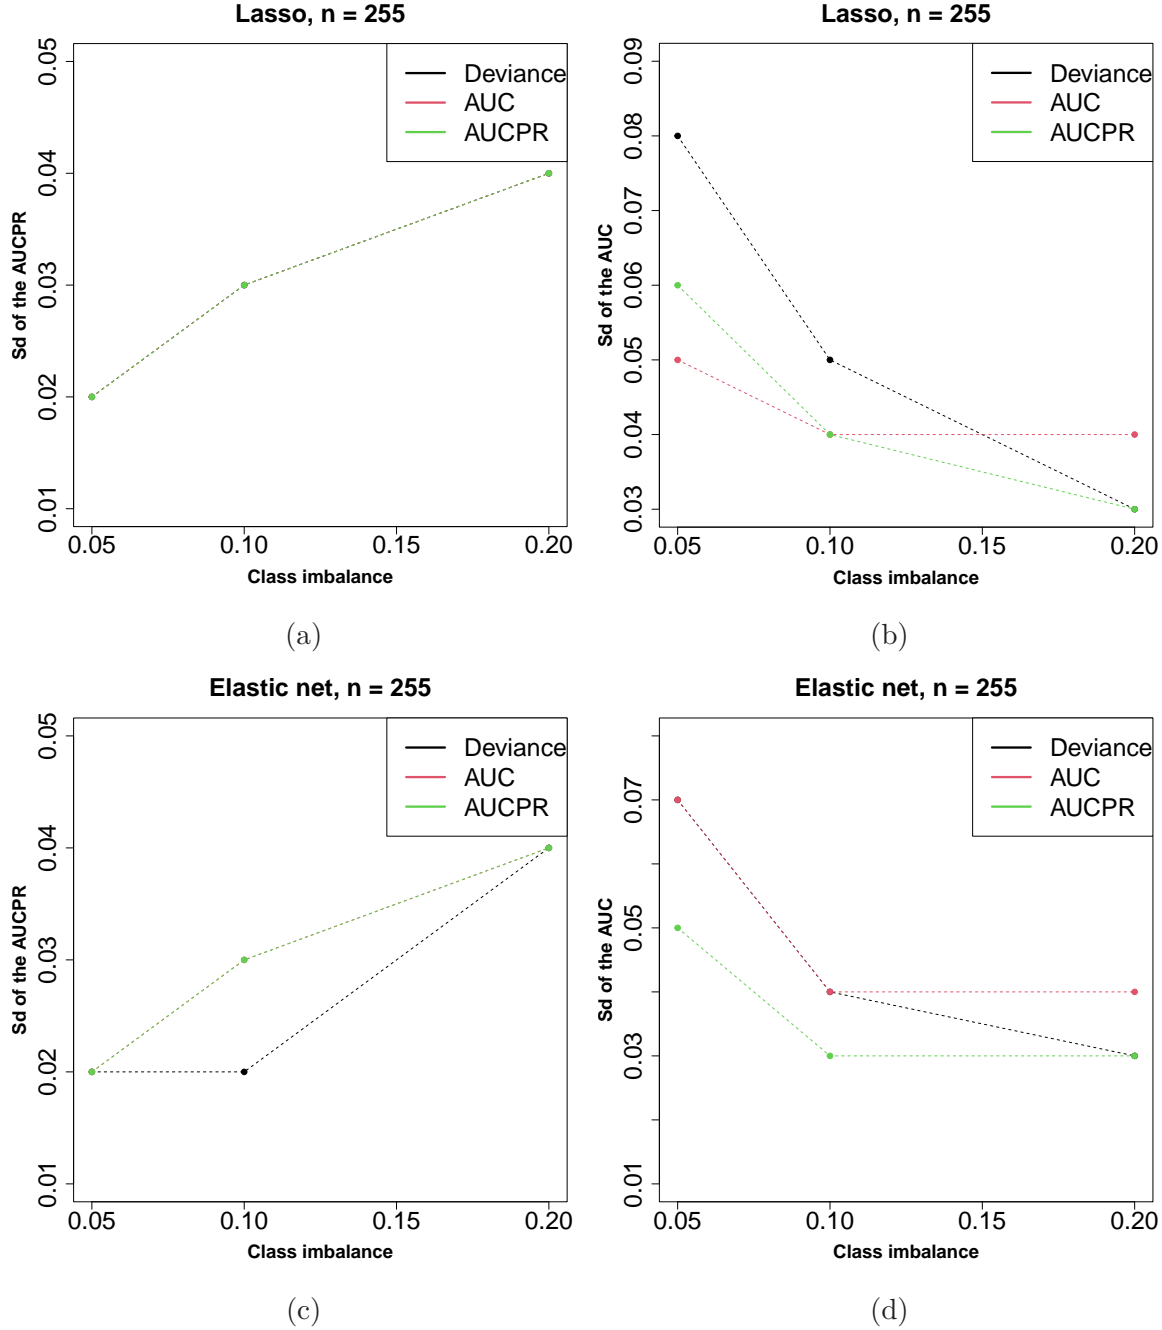 Lasso, n = 255
Sd of the AUCPR
0.05
0.04
0.03
0.02
0.01
Deviance
AUC
AUCPR
0.05 0.10 0.15 0.20
Class imbalance
(a)
Lasso, n = 255
Sd of the AUC
0.09
0.08
0.07
0.06
0.05
0.04
0.03
Deviance
AUC
AUCPR
0.05 0.10 0.15 0.20
Class imbalance
(b)
Elastic net, n = 255
Sd of the AUCPR
0.05
0.04
0.03
0.02
0.01
Deviance
AUC
AUCPR
0.05 0.10 0.15 0.20
Class imbalance
(c)
Elastic net, n = 255
Sd of the AUC
0.07
0.05
0.03
0.01
Deviance
AUC
AUCPR
0.05 0.10 0.15 0.20
Class imbalance
(d)